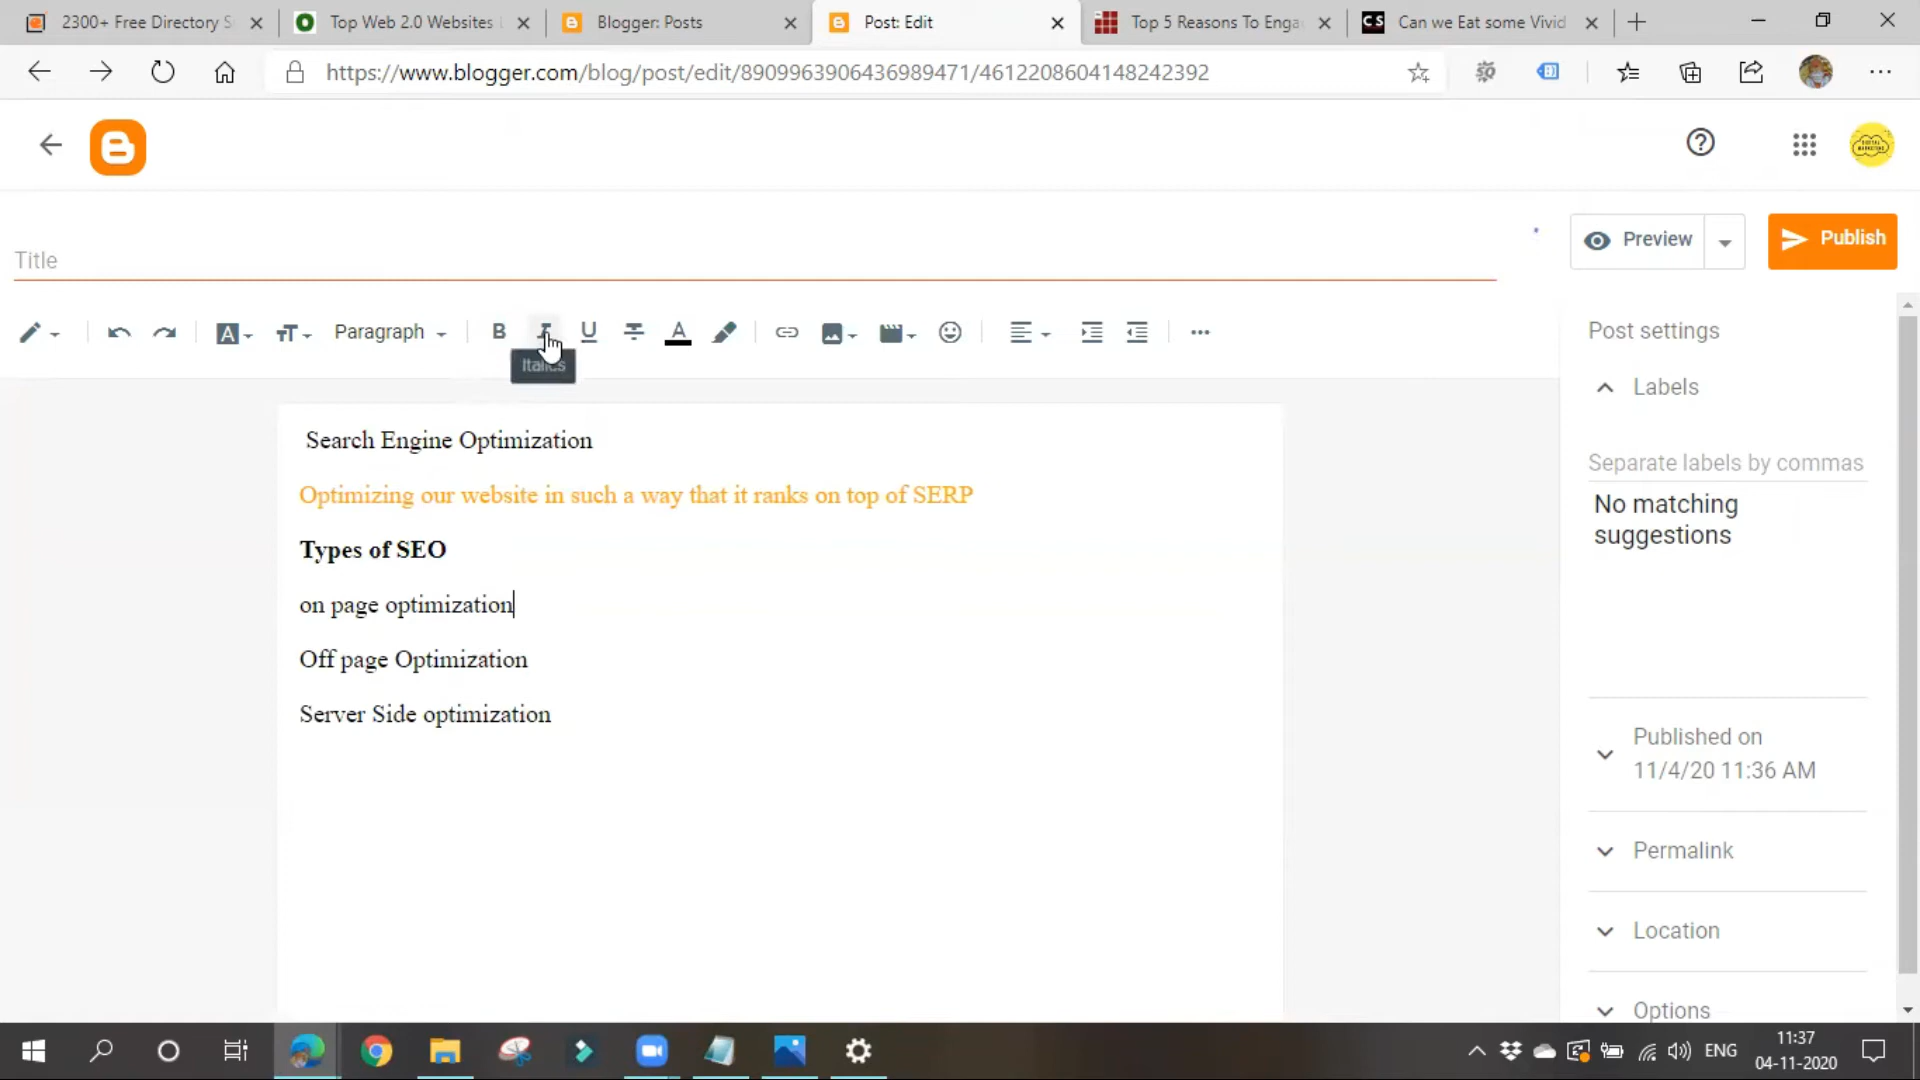 2300+ Free Directory S
Top Web 2.0 Websites
Blogger: Posts
Post: Edit
Top 5 Reasons To Enga
CS
Can we Eat some Vivid
https://www.blogger.com/blog/post/edit/8909963906436989471/4612208604148242392
Title
Preview
Publish
Paragraph
Italics
Search Engine Optimization
Optimizing our website in such a way that it ranks on top of SERP
Types of SEO
on page optimization
Off page Optimization
Server Side optimization
Post settings
Labels
Separate labels by commas
No matching
suggestions
Published on
11/4/20 11:36 AM
Permalink
Location
Options
ENG
11:37
04-11-2020